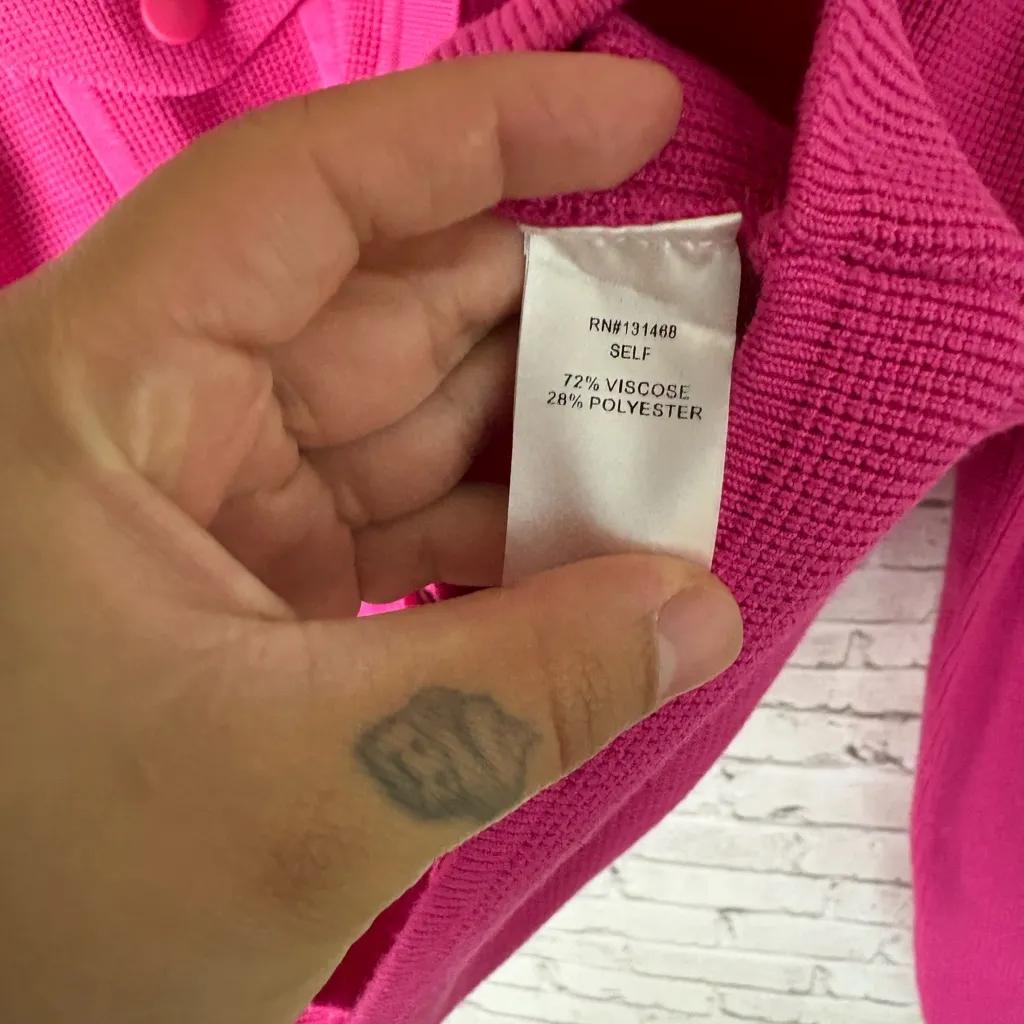 RN#131468
SELF
72% VISCOSE
28% POLYESTER